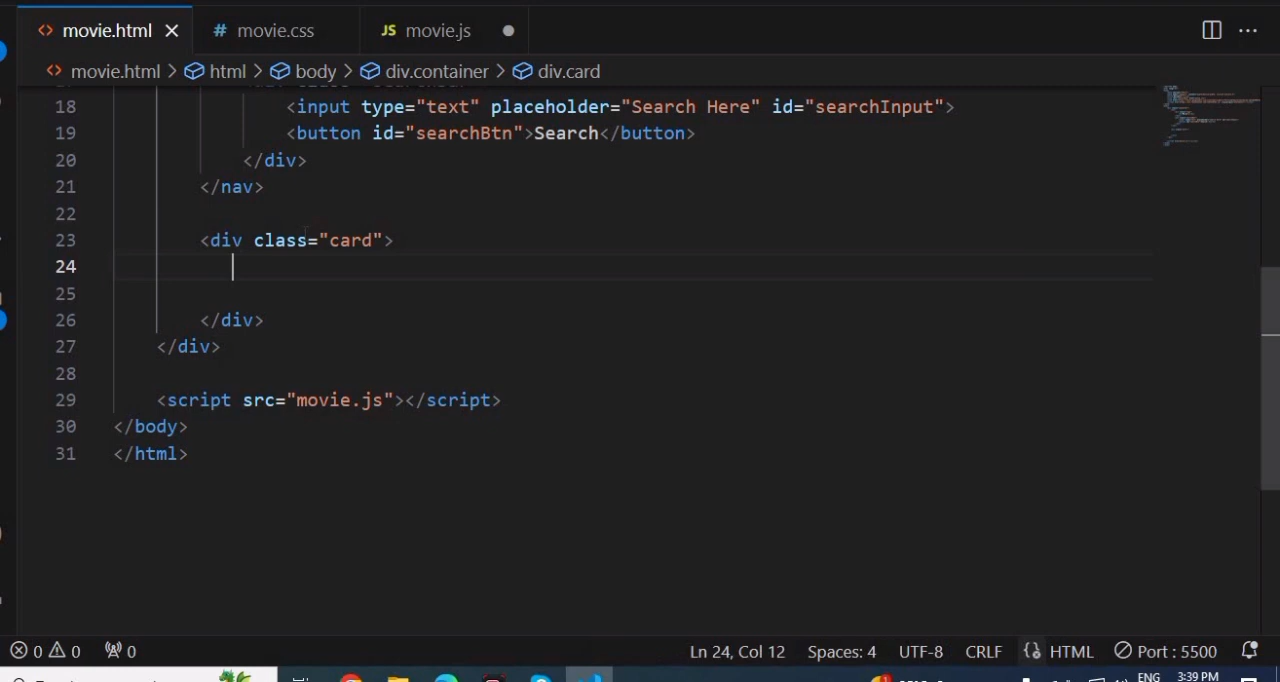 movie.html
movie.css
JS movie.js
movie.html > html > body > div.container > div.card
18 <input type="text" placeholder="Search Here" id="searchInput">
19 <button id="searchBtn">Search</button>
20 </div>
21 </nav>
22
23 <div class="card">
24
25
26 </div>
27 </div>
28
29 <script src="movie.js"></script>
30 </body>
31 </html>
0 0 0 Ln 24, Col 12 Spaces: 4 UTF-8 CRLF HTML Port : 5500
ENG 3:39 PM